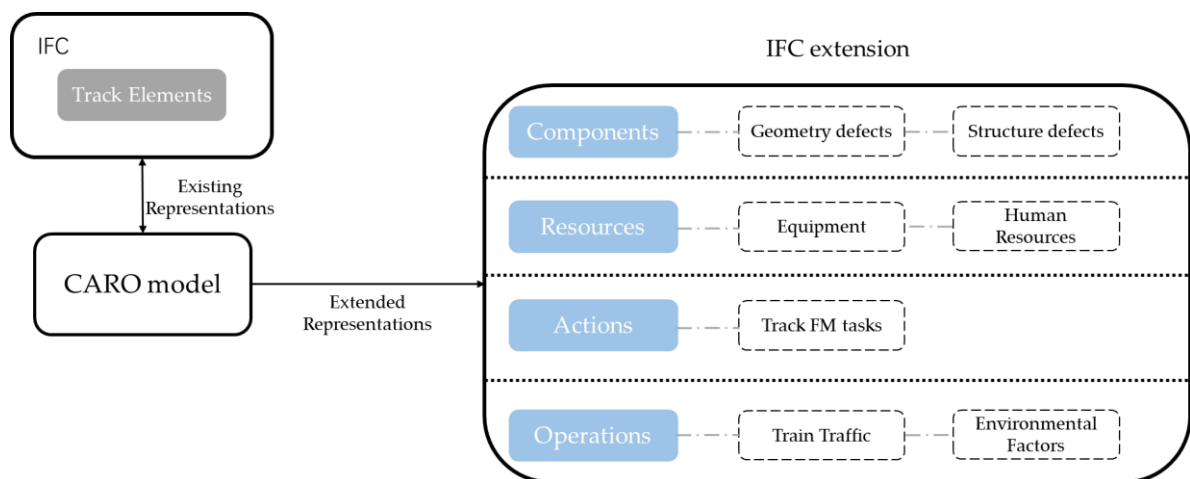 IFC
Track Elements
Existing
Representations
CARO model
Extended
Representations
IFC extension
Components
Geometry defects
Structure defects
Resources
Equipment
Human
Resources
Actions
Track FM tasks
Operations
Train Traffic
Environmental
Factors